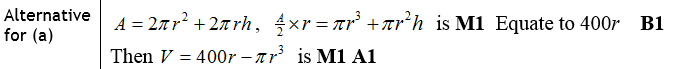 Alternative for (a)
A = 2πr² + 2πrh, A/2 × r = πr³ + πr²h is M1 Equate to 400r B1
Then V = 400r − πr³ is M1 A1